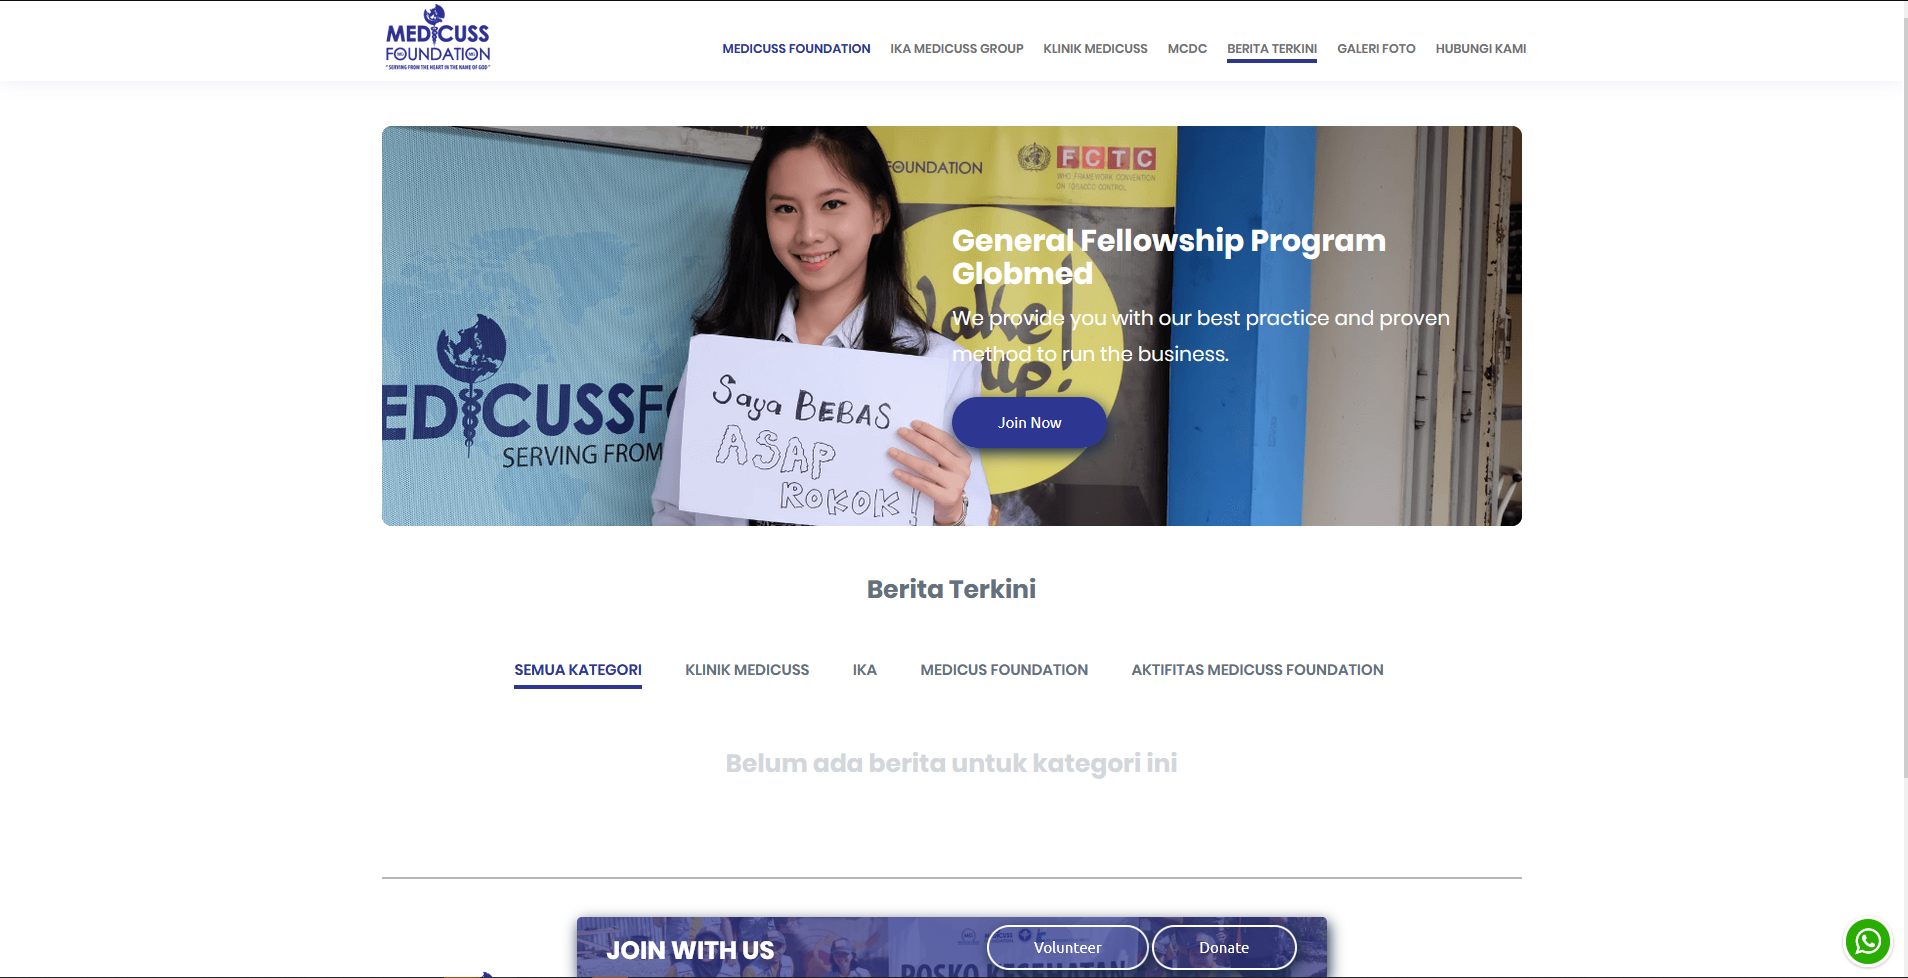 MEDICUSS
FOUNDATION
"SERVING FROM THE HEART IN THE NAME OF GOD"
MEDICUSS FOUNDATION
IKA MEDICUSS GROUP
KLINIK MEDICUSS
MCDC
BERITA TERKINI
GALERI FOTO
HUBUNGI KAMI
FOUNDATION
FCTC
WHO FRAMEWORK CONVENTION
ON TOBACCO CONTROL
General Fellowship Program
Globmed
We provide you with our best practice and proven
method to run the business.
Join Now
EDICUSSF
SERVING FROM
Saya BEBAS
ASAP
ROKOK!
Berita Terkini
SEMUA KATEGORI
KLINIK MEDICUSS
IKA
MEDICUS FOUNDATION
AKTIFITAS MEDICUSS FOUNDATION
Belum ada berita untuk kategori ini
JOIN WITH US
Volunteer
Donate
POSKO KESEHATAN